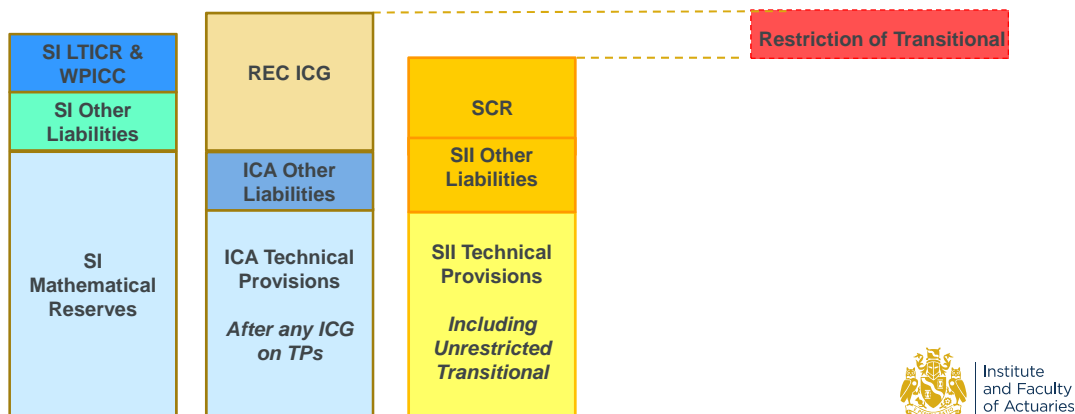 SI LTICR &
WPICC
SI Other
Liabilities
SI
Mathematical
Reserves
REC ICG
ICA Other
Liabilities
ICA Technical
Provisions
After any ICG
on TPs
SCR
SII Other
Liabilities
SII Technical
Provisions
Including
Unrestricted
Transitional
Restriction of Transitional
Institute
and Faculty
of Actuaries